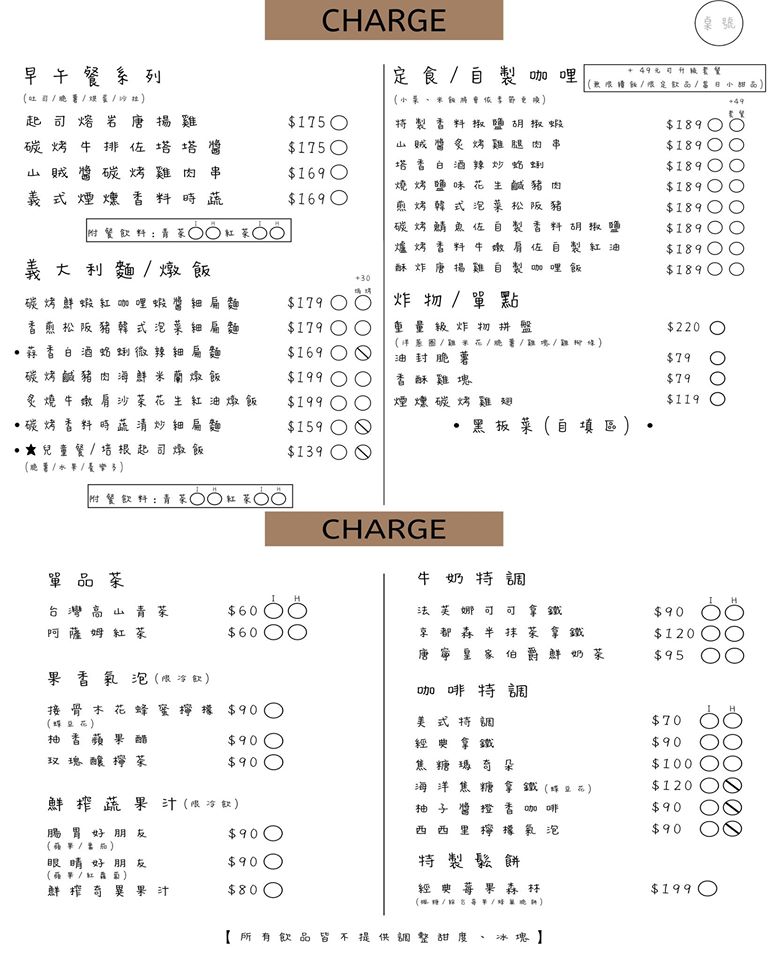 CHARGE
桌號
早午餐系列
(吐司/脆薯/烘蛋/沙拉)
起司熔岩唐揚雞 $175
碳烤牛排佐塔塔醬 $175
山賊醬碳烤雞肉串 $169
義式煙燻香料時蔬 $169
I H I H
附餐飲料：青茶 紅茶
義大利麵/燉飯
+30
焗烤
碳烤鮮蝦紅咖哩蝦醬細扁麵 $179
香煎松阪豬韓式泡菜細扁麵 $179
•蒜香白酒蛤蜊微辣細扁麵 $169
碳烤鹹豬肉海鮮米蘭燉飯 $199
炙燒牛嫩肩沙茶花生紅油燉飯 $199
•碳烤香料時蔬清炒細扁麵 $159
•★兒童餐/培根起司燉飯 $139
(脆薯/水果/養樂多)
I H I H
附餐飲料：青茶 紅茶
定食/自製咖哩
+49元可升級套餐
(無限續飯/限定飲品/當日小甜品)
(小菜、米飯將會依季節更換)
+49
套餐
特製香料椒鹽胡椒蝦 $189
山賊醬炙烤雞腿肉串 $189
塔香白酒辣炒蛤蜊 $189
燒烤鹽味花生鹹豬肉 $189
煎烤韓式泡菜松阪豬 $189
碳烤鯖魚佐自製香料胡椒鹽 $189
爐烤香料牛嫩肩佐自製紅油 $189
酥炸唐揚雞自製咖哩飯 $189
炸物/單點
重量級炸物拼盤 $220
(洋蔥圈/雞米花/脆薯/雞塊/雞柳條)
油封脆薯 $79
香酥雞塊 $79
煙燻碳烤雞翅 $119
•黑板菜(自填區)•
CHARGE
單品茶
I H
台灣高山青茶 $60
阿薩姆紅茶 $60
果香氣泡(限冷飲)
接骨木花蜂蜜檸檬 $90
(蝶豆花)
柚香蘋果醋 $90
玫瑰釀檸茶 $90
鮮榨蔬果汁(限冷飲)
腸胃好朋友 $90
(蘋果/番茄)
眼睛好朋友 $90
(蘋果/紅蘿蔔)
鮮榨奇異果汁 $80
牛奶特調
I H
法芙娜可可拿鐵 $90
京都森半抹茶拿鐵 $120
唐寧皇家伯爵鮮奶茶 $95
咖啡特調
I H
美式特調 $70
經典拿鐵 $90
焦糖瑪奇朵 $100
海洋焦糖拿鐵(蝶豆花) $120
柚子醬橙香咖啡 $90
西西里檸檬氣泡 $90
特製鬆餅
經典莓果森林 $199
【所有飲品皆不提供調整甜度、冰塊】